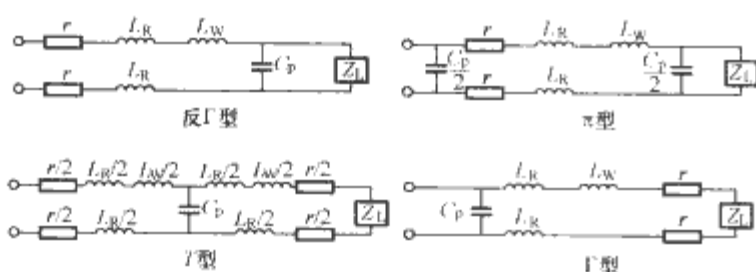 r L_R L_W
C_P Z_L
r L_R
反Γ型
r L_R L_W
C_P/2 C_P/2 Z_L
r L_R
π型
r/2 L_R/2 L_W/2 L_R/2 L_W/2 r/2
C_P Z_L
r/2 L_R/2 L_R/2 r/2
T型
L_R L_W r
C_P Z_L
L_R r
Γ型